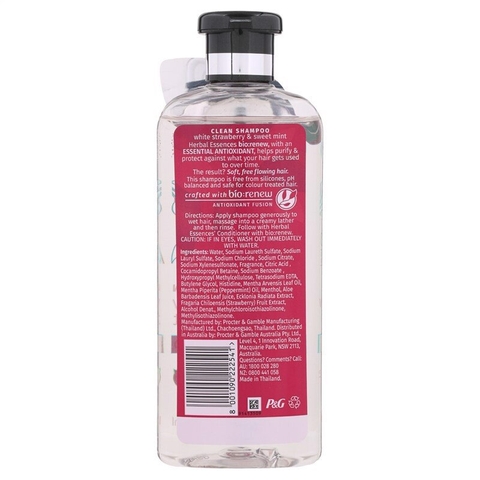 CLEAN SHAMPOO
white strawberry & sweet mint
Herbal Essences bio:renew, with an
ESSENTIAL ANTIOXIDANT, helps purify &
protect against what your hair gets used
to over time.
The result? Soft, free flowing hair.
This shampoo is free from silicones, pH
balanced and safe for colour treated hair.
crafted with bio:renew
ANTIOXIDANT FUSION
Directions: Apply shampoo generously to
wet hair, massage into a creamy lather
and then rinse. Follow with Herbal
Essences' Conditioner with bio:renew.
CAUTION: IF IN EYES, WASH OUT IMMEDIATELY
WITH WATER.
Ingredients: Water, Sodium Laureth Sulfate, Sodium
Lauryl Sulfate, Sodium Chloride, Sodium Citrate,
Sodium Xylenesulfonate, Fragrance, Citric Acid,
Cocamidopropyl Betaine, Sodium Benzoate,
Hydroxypropyl Methylcellulose, Tetrasodium EDTA,
Butylene Glycol, Histidine, Mentha Arvensis Leaf Oil,
Mentha Piperita (Peppermint) Oil, Menthol, Aloe
Barbadensis Leaf Juice, Ecklonia Radiata Extract,
Fragaria Chiloensis (Strawberry) Fruit Extract,
Alcohol Denat., Methylchloroisothiazolinone,
Methylisothiazolinone.
Manufactured by: Procter & Gamble Manufacturing
(Thailand) Ltd., Chachoengsao, Thailand. Distributed
in Australia by: Procter & Gamble Australia Pty Ltd.,
Level 4, 1 Innovation Road,
Macquarie Park, NSW 2113,
Australia.
Questions? Comments? Call:
AU: 1800 028 280
NZ: 0800 441 058
Made in Thailand.
8 001090 222541
P&G